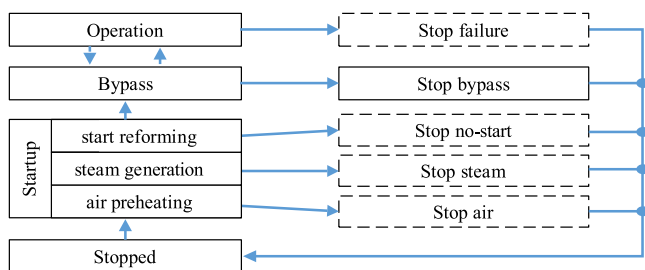 Operation
Stop failure
Bypass
Stop bypass
Startup
start reforming
Stop no-start
steam generation
Stop steam
air preheating
Stop air
Stopped